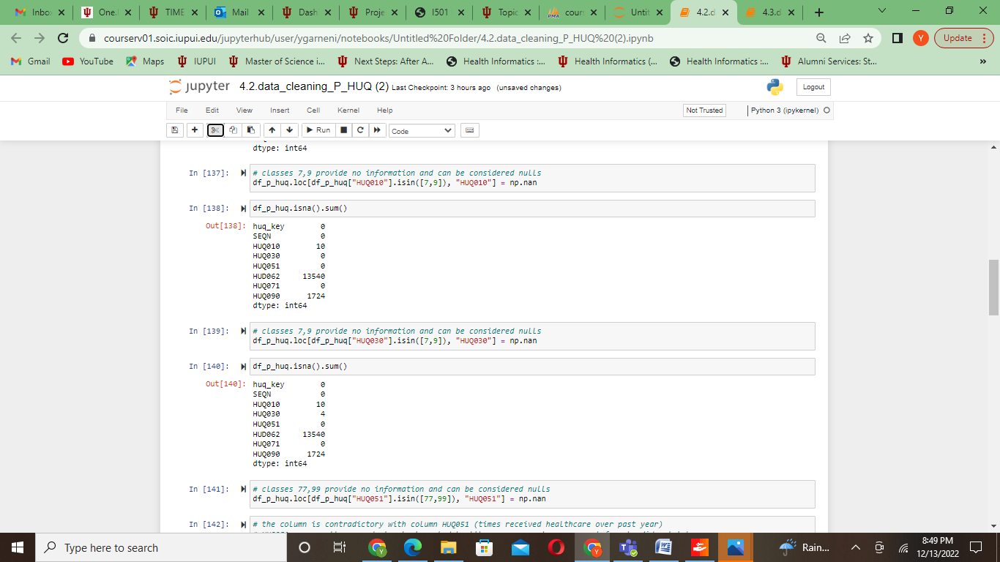 Inbo
One.
TIME
Mail
Dash
Proje
I501
Topic
cours
Untit
4.2.d
4.3.d
courserv01.soic.iupui.edu/jupyterhub/user/ygarneni/notebooks/Untitled%20Folder/4.2.data_cleaning_P_HUQ%20(2).ipynb
Y
Update
Gmail
YouTube
Maps
IUPUI
Master of Science i...
Next Steps: After A...
Health Informatics :...
Health Informatics (...
Health Informatics :...
Alumni Services: St...
»
jupyter 4.2.data_cleaning_P_HUQ (2) Last Checkpoint: 3 hours ago (unsaved changes)
Logout
File Edit View Insert Cell Kernel Help
Not Trusted
Python 3 (ipykernel)
Run
Code
dtype: int64
In [137]: # classes 7,9 provide no information and can be considered nulls
df_p_huq.loc[df_p_huq["HUQ010"].isin([7,9]), "HUQ010"] = np.nan
In [138]: df_p_huq.isna().sum()
Out[138]: huq_key 0
SEQN 0
HUQ010 10
HUQ030 0
HUQ051 0
HUD062 13540
HUQ071 0
HUQ090 1724
dtype: int64
In [139]: # classes 7,9 provide no information and can be considered nulls
df_p_huq.loc[df_p_huq["HUQ030"].isin([7,9]), "HUQ030"] = np.nan
In [140]: df_p_huq.isna().sum()
Out[140]: huq_key 0
SEQN 0
HUQ010 10
HUQ030 4
HUQ051 0
HUD062 13540
HUQ071 0
HUQ090 1724
dtype: int64
In [141]: # classes 77,99 provide no information and can be considered nulls
df_p_huq.loc[df_p_huq["HUQ051"].isin([77,99]), "HUQ051"] = np.nan
In [142]: # the column is contradictory with column HUQ051 (times received healthcare over past year)
Type here to search
Rain...
8:49 PM
12/13/2022